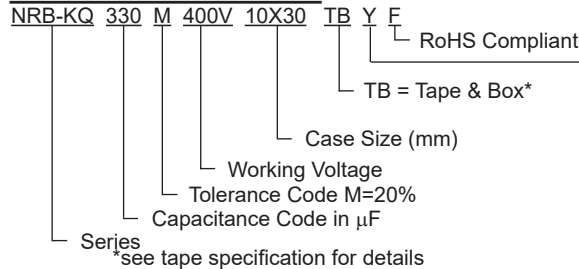 NRB-KQ 330 M 400V 10X30 TB Y F
RoHS Compliant
TB = Tape & Box*
Case Size (mm)
Working Voltage
Tolerance Code M=20%
Capacitance Code in μF
Series
*see tape specification for details